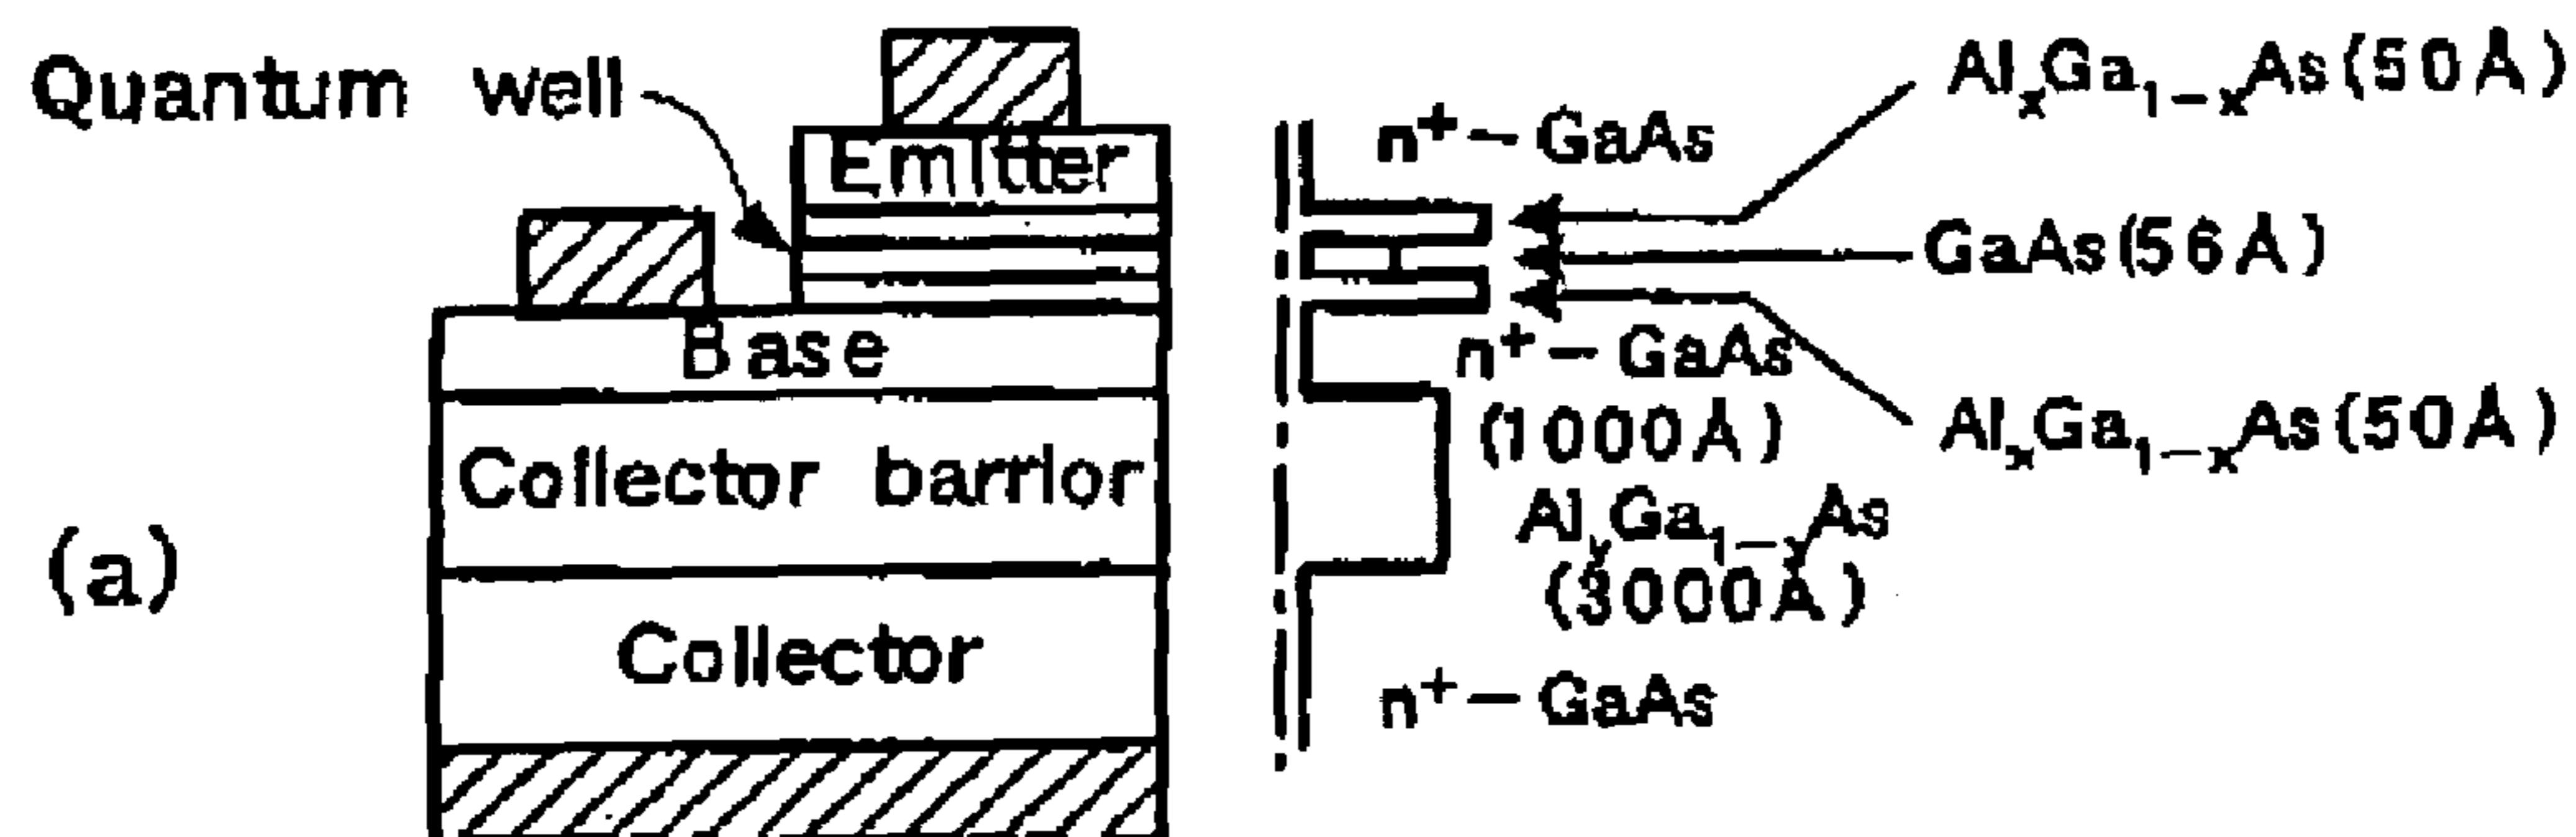 Quantum well
Emitter
Base
Collector barrior
Collector
(a)
n⁺−GaAs
AlₓGa₁₋ₓAs(50Å)
GaAs(56Å)
n⁺−GaAs
(1000Å)
AlₓGa₁₋ₓAs(50Å)
AlyGa₁₋yAs
(3000Å)
n⁺−GaAs